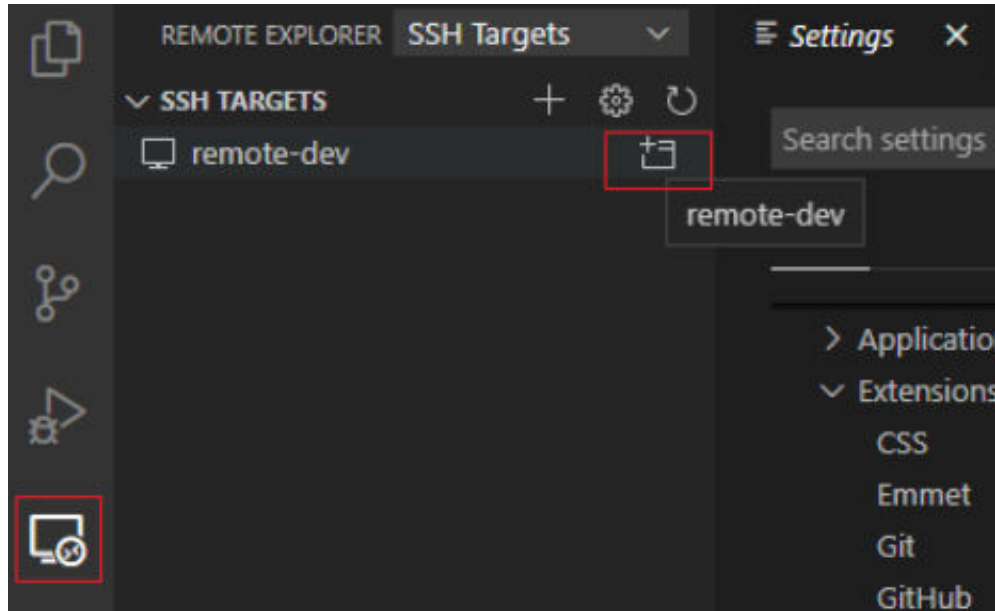 REMOTE EXPLORER SSH Targets
Settings
SSH TARGETS
remote-dev
Search settings
remote-dev
Applicatio
Extensions
CSS
Emmet
Git
GitHub